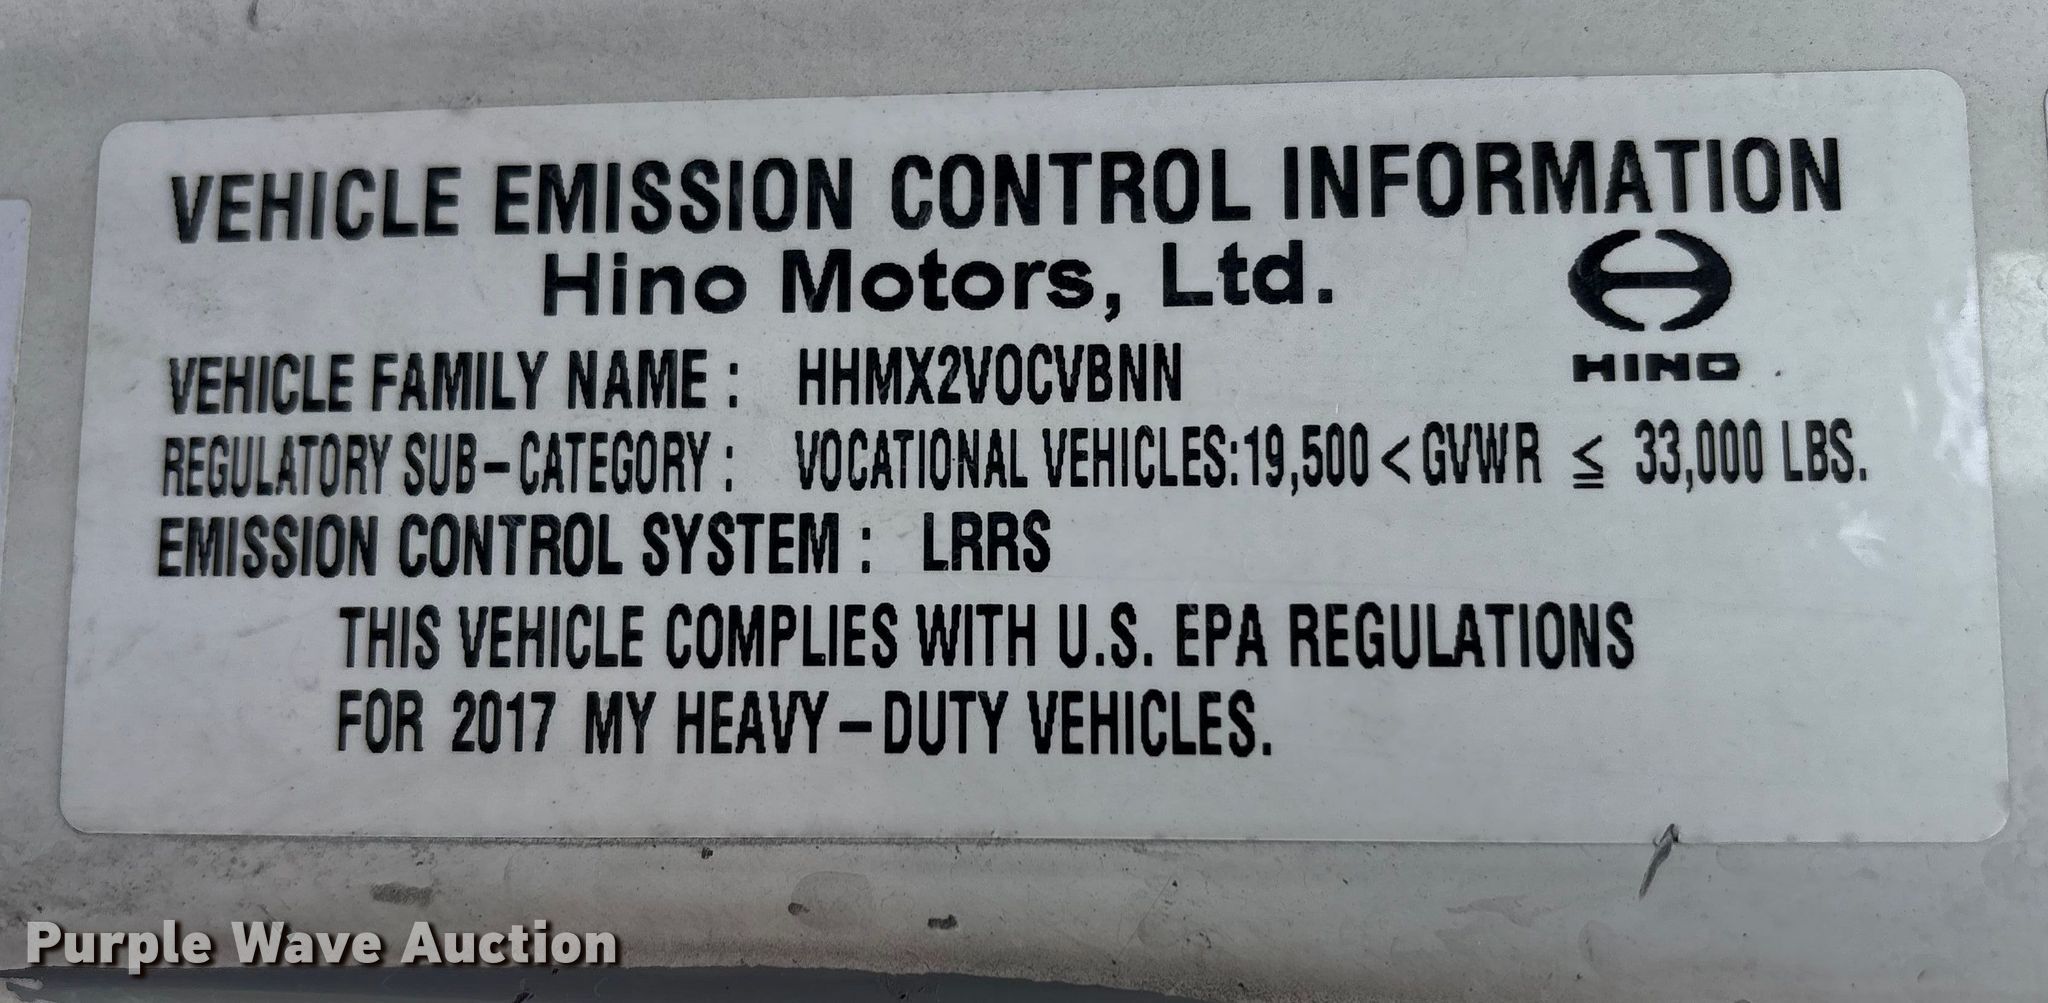 VEHICLE EMISSION CONTROL INFORMATION
Hino Motors, Ltd.
HINO
VEHICLE FAMILY NAME : HHMX2VOCVBNN
REGULATORY SUB-CATEGORY : VOCATIONAL VEHICLES:19,500 < GVWR ≦ 33,000 LBS.
EMISSION CONTROL SYSTEM : LRRS
THIS VEHICLE COMPLIES WITH U.S. EPA REGULATIONS
FOR 2017 MY HEAVY-DUTY VEHICLES.
Purple Wave Auction